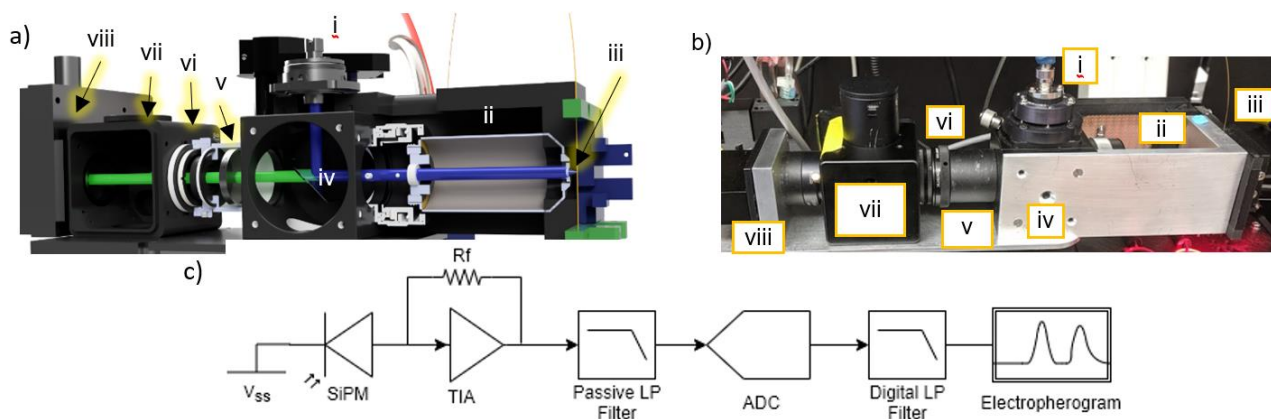 a)
viii
vii
vi
v
i
ii
iii
iv
b)
i
iii
vi
ii
vii
iv
v
viii
c)
Rf
Vss
SiPM
TIA
Passive LP
Filter
ADC
Digital LP
Filter
Electropherogram